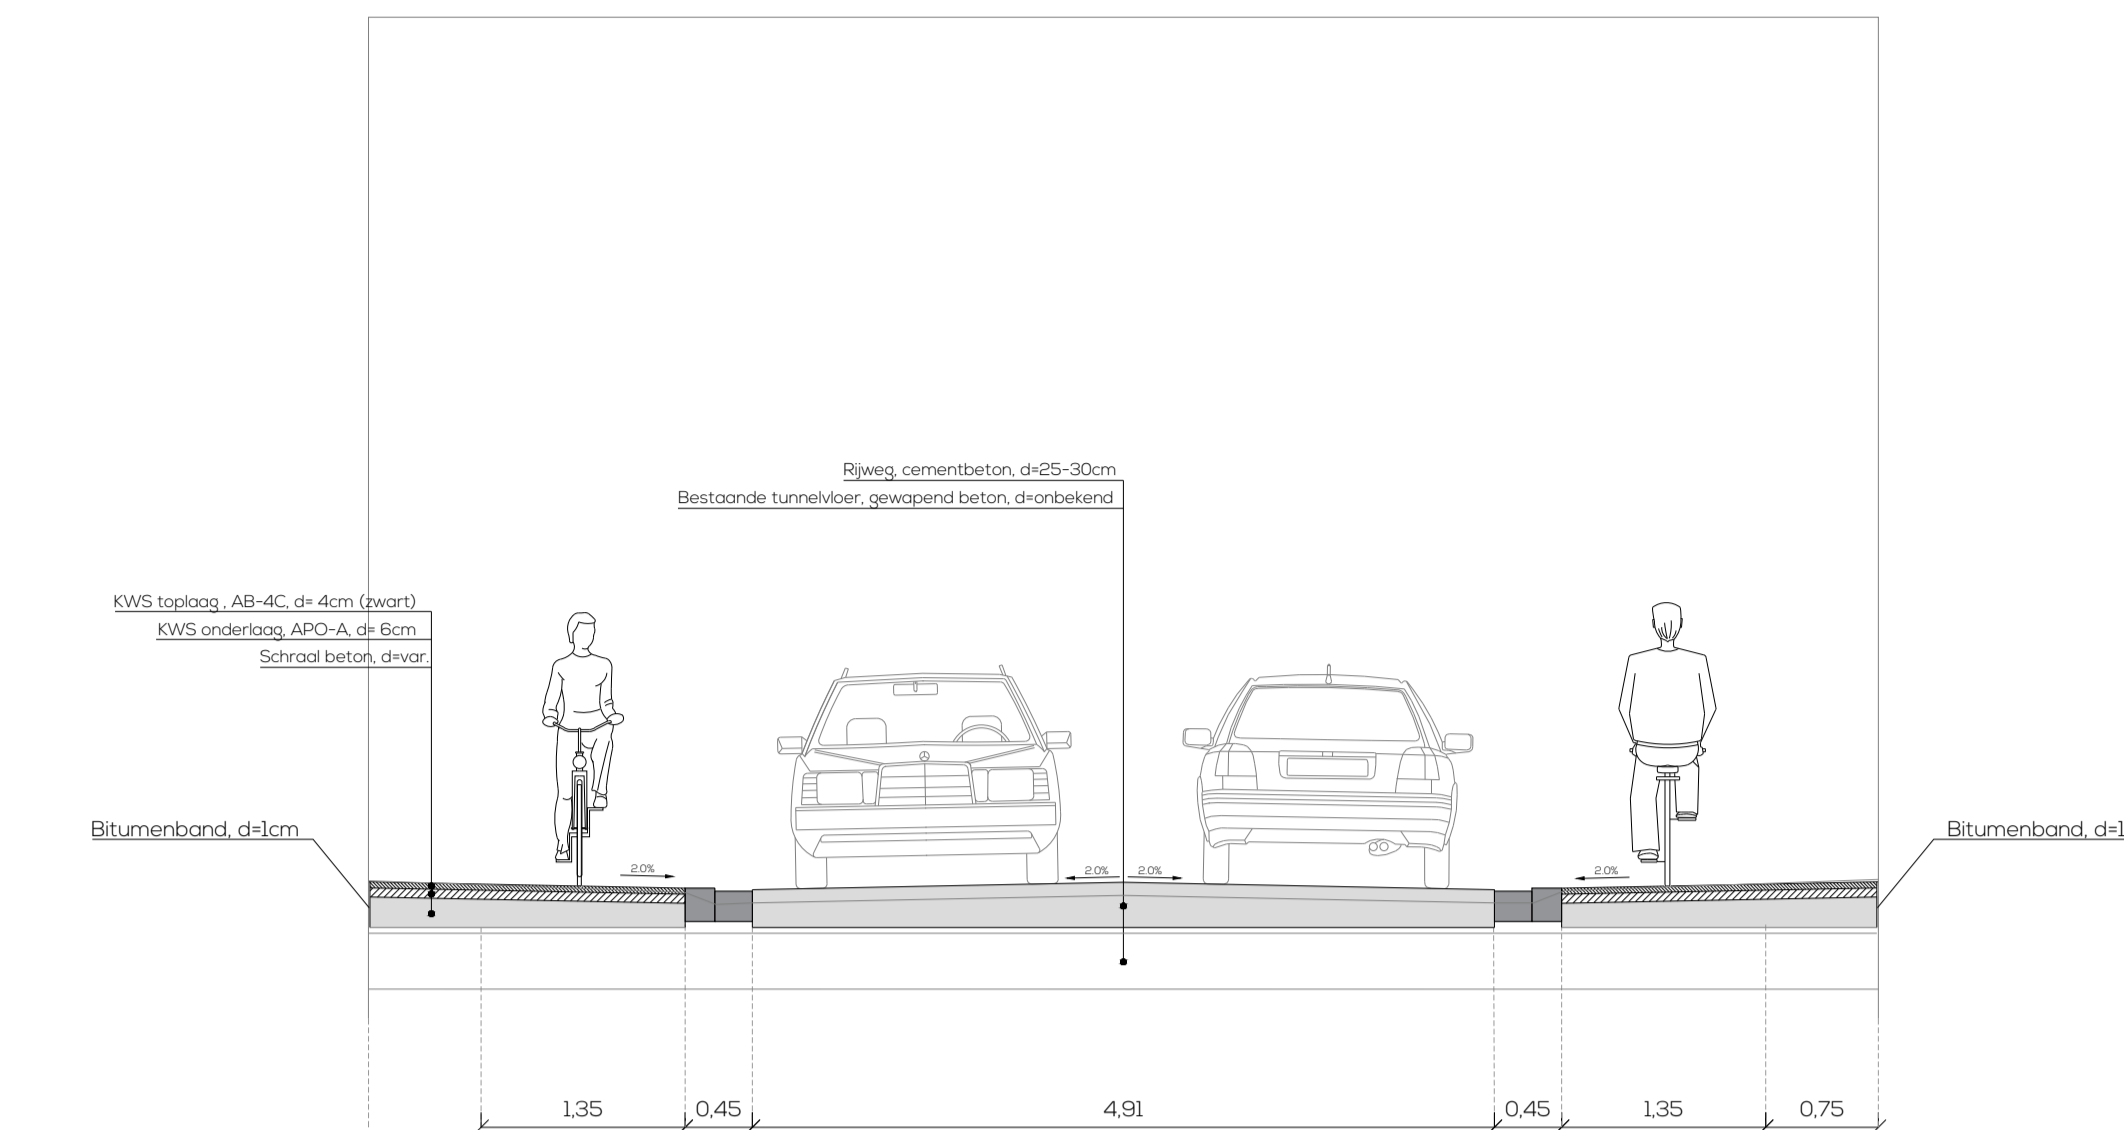 Rijweg, cementbeton, d=25-30cm
Bestaande tunnelvloer, gewapend beton, d=onbekend
KWS toplaag , AB-4C, d= 4cm (zwart)
KWS onderlaag, APO-A, d= 6cm
Schraal beton, d=var.
Bitumenband, d=1cm
Bitumenband, d=1
2.0%
2.0%
2.0%
2.0%
1,35
0,45
4,91
0,45
1,35
0,75